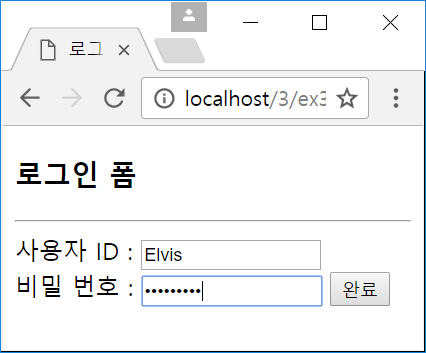 로그
localhost/3/ex3
로그인 폼
사용자 ID : Elvis
비밀 번호 : ••••••••• 완료